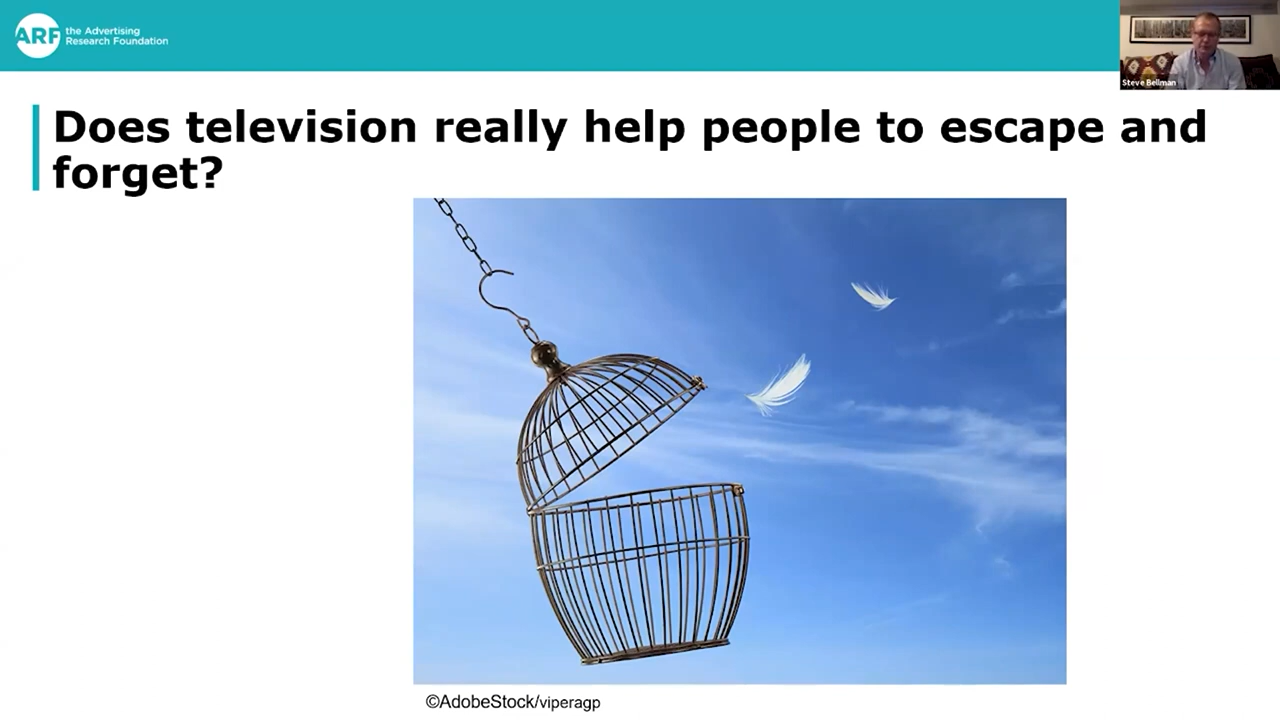 ARF the Advertising
Research Foundation
Steve Bellman
Does television really help people to escape and
forget?
©AdobeStock/viperagp